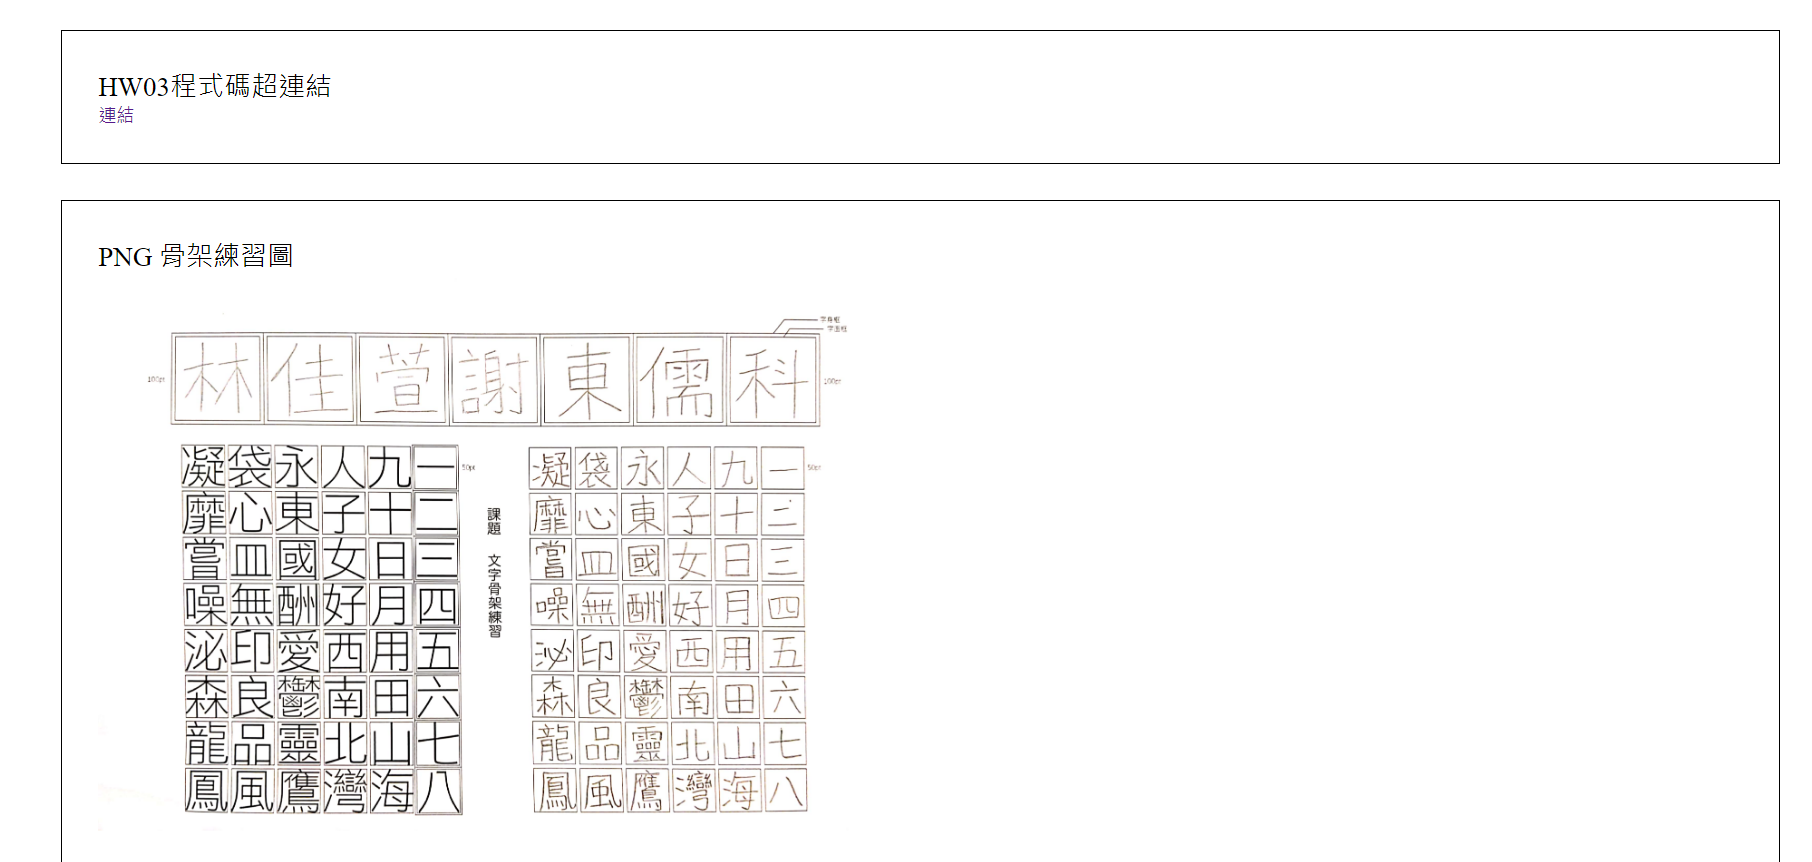 HW03程式碼超連結
連結
PNG 骨架練習圖
字身框
字面框
100pt
林佳萱謝東儒科
100pt
凝袋永人九一
50pt
靡心東子十二
嘗皿國女日三
噪無酬好月四
泌印愛西用五
森良鬱南田六
龍品靈北山七
鳳風鷹灣海八
課題 文字骨架練習
凝袋永人九一
50pt
靡心東子十二
嘗皿國女日三
噪無酬好月四
泌印愛西用五
森良鬱南田六
龍品靈北山七
鳳風鷹灣海八